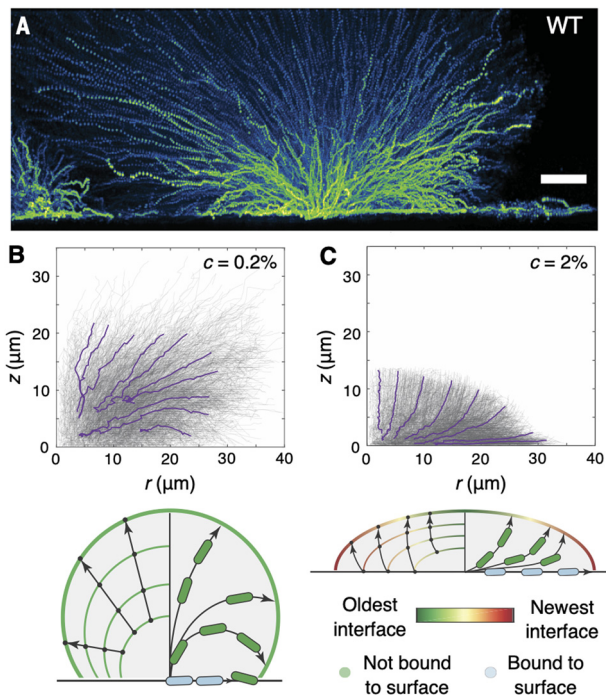 A
WT
B
c = 0.2%
30
20
10
0
z (μm)
0 10 20 30 40
r (μm)
C
c = 2%
30
20
10
0
z (μm)
0 10 20 30 40
r (μm)
Oldest interface
Newest interface
Not bound to surface
Bound to surface